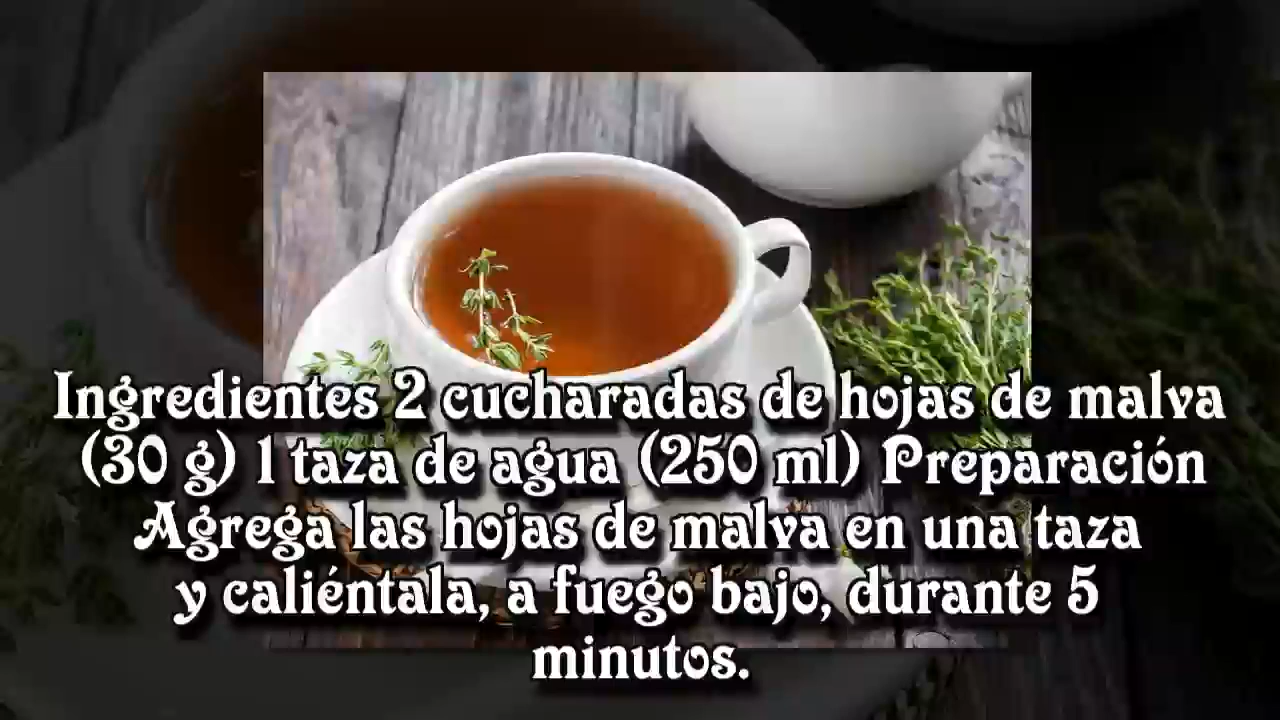 Ingredientes 2 cucharadas de hojas de malva
(30 g) 1 taza de agua (250 ml) Preparación
Agrega las hojas de malva en una taza
y caliéntala, a fuego bajo, durante 5
minutos.